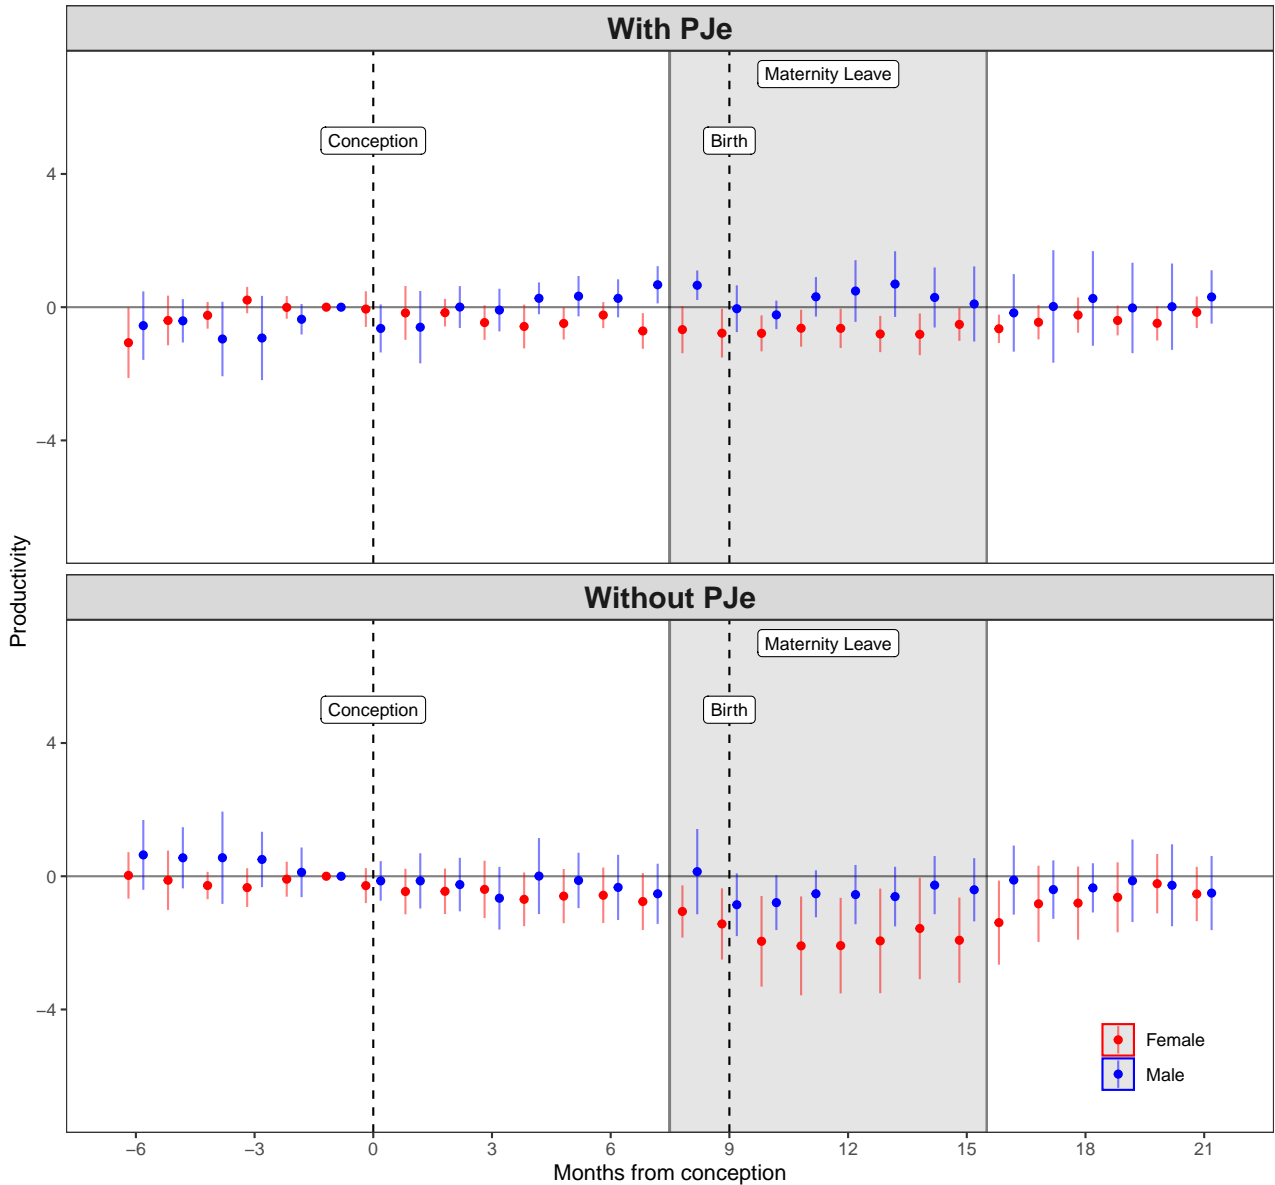 With PJe
Maternity Leave
Conception
Birth
4
0
−4
Productivity
Without PJe
Maternity Leave
Conception
Birth
4
0
−4
Female
Male
−6 −3 0 3 6 9 12 15 18 21
Months from conception